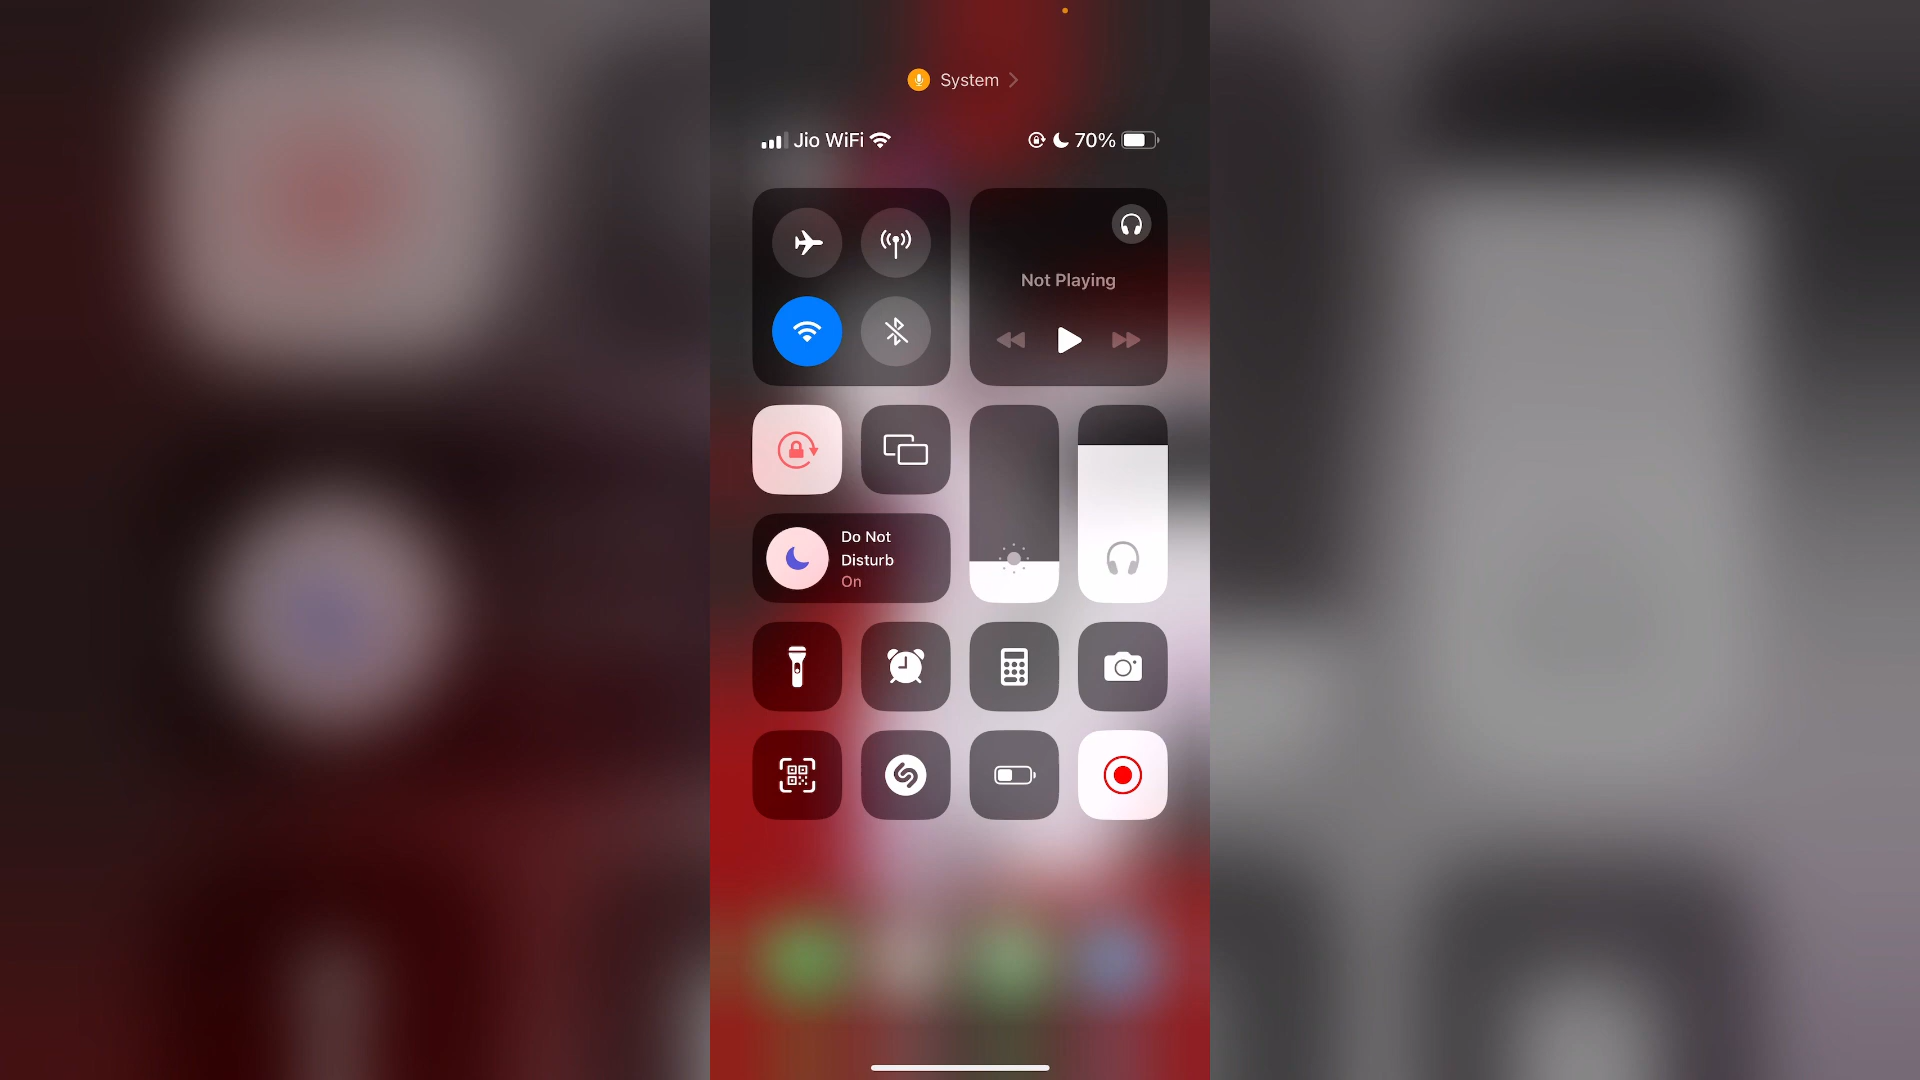 System
Jio WiFi 70%
Not Playing
Do Not
Disturb
On